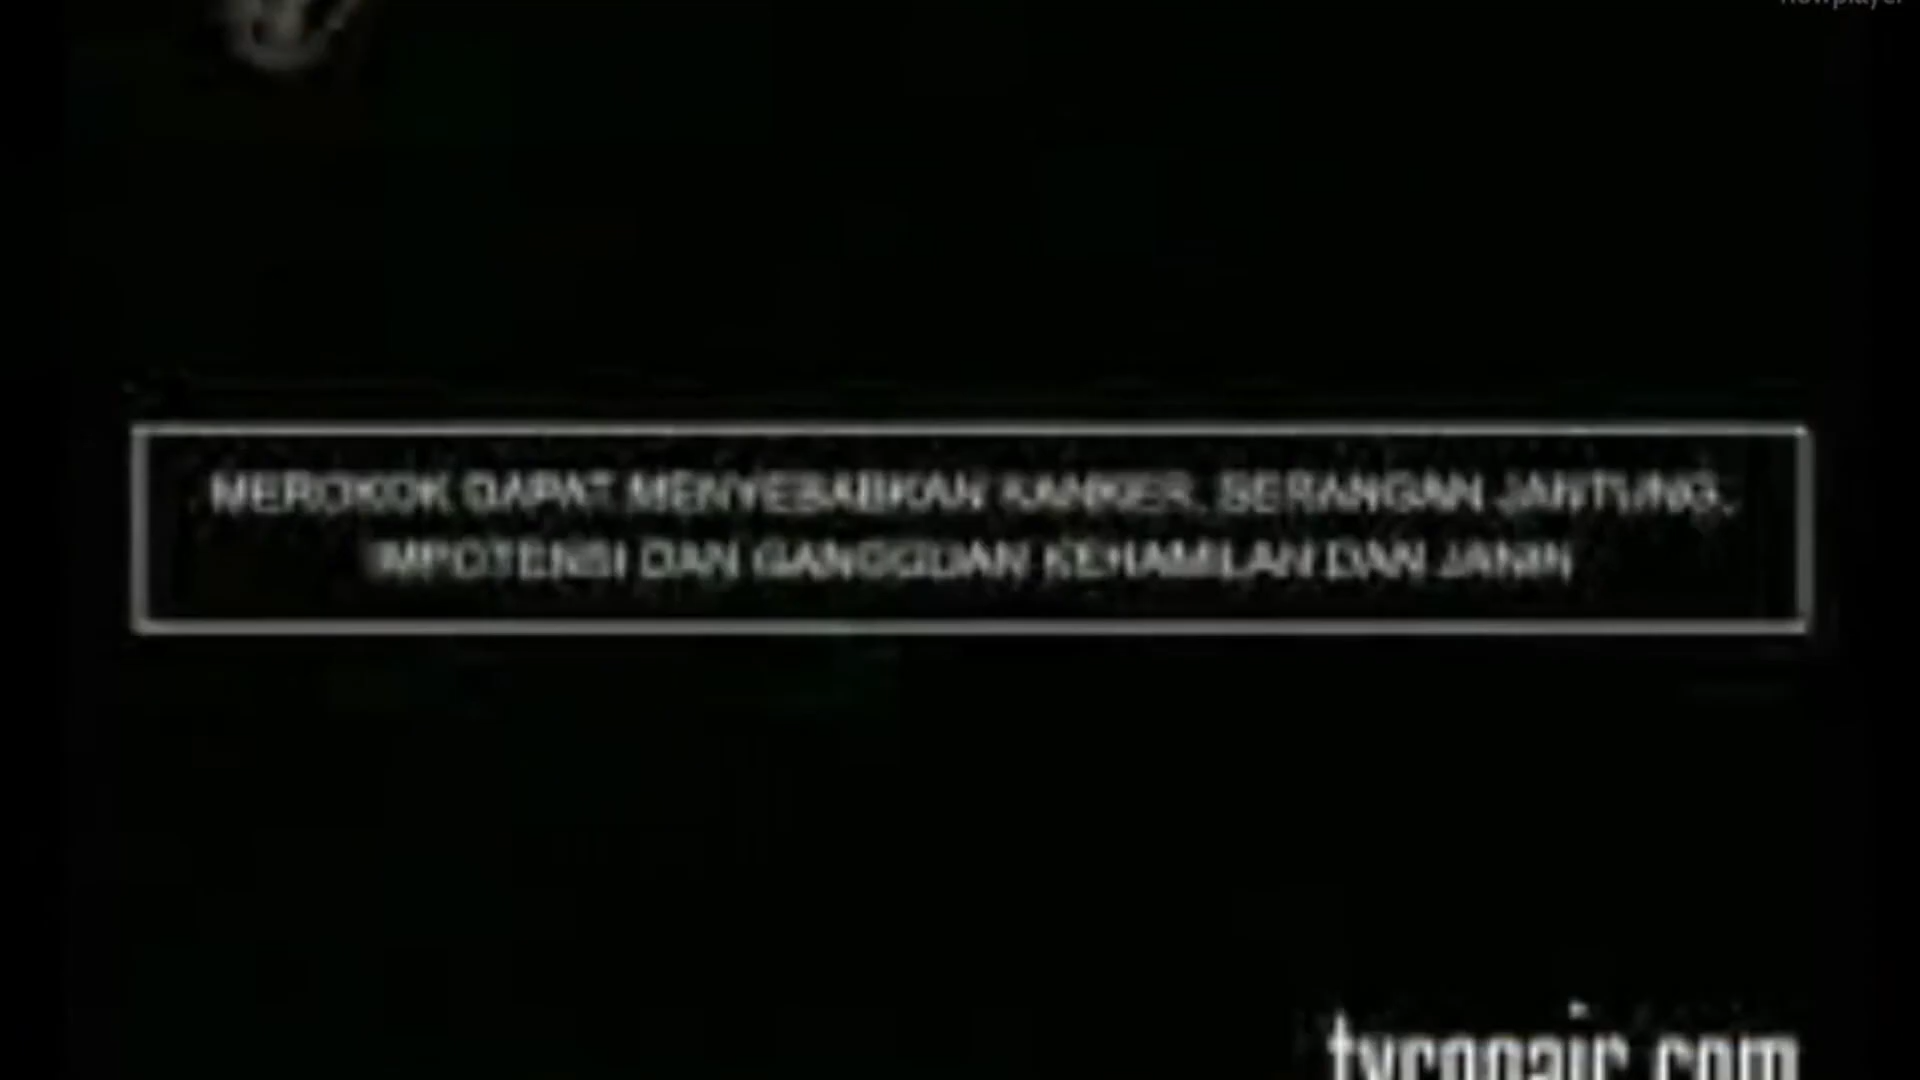 MEROKOK DAPAT MENYEBABKAN KANKER, SERANGAN JANTUNG,
IMPOTENSI DAN GANGGUAN KEHAMILAN DAN JANIN